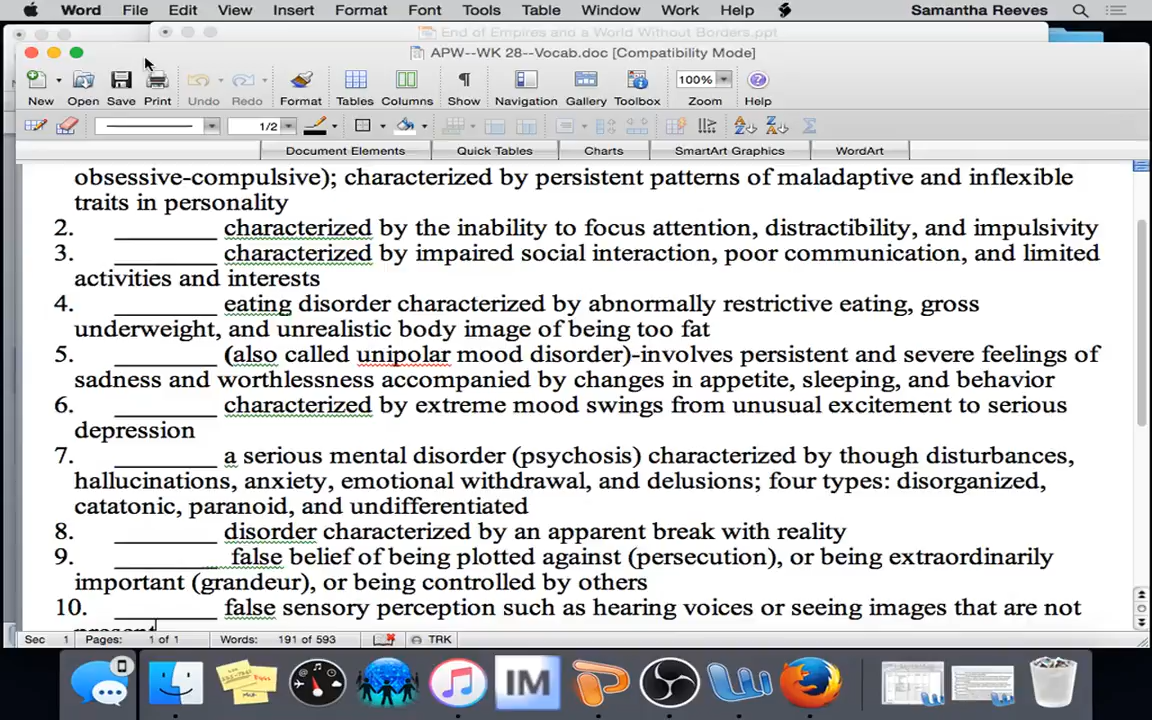 Word File Edit View Insert Format Font Tools Table Window Work Help Samantha Reeves
End of Empires and a World Without Borders.ppt
APW--WK 28--Vocab.doc [Compatibility Mode]
100%
New Open Save Print Undo Redo Format Tables Columns Show Navigation Gallery Toolbox Zoom Help
1/2
Document Elements Quick Tables Charts SmartArt Graphics WordArt
obsessive-compulsive); characterized by persistent patterns of maladaptive and inflexible
traits in personality
2. ________ characterized by the inability to focus attention, distractibility, and impulsivity
3. ________ characterized by impaired social interaction, poor communication, and limited
activities and interests
4. ________ eating disorder characterized by abnormally restrictive eating, gross
underweight, and unrealistic body image of being too fat
5. ________ (also called unipolar mood disorder)-involves persistent and severe feelings of
sadness and worthlessness accompanied by changes in appetite, sleeping, and behavior
6. ________ characterized by extreme mood swings from unusual excitement to serious
depression
7. ________ a serious mental disorder (psychosis) characterized by though disturbances,
hallucinations, anxiety, emotional withdrawal, and delusions; four types: disorganized,
catatonic, paranoid, and undifferentiated
8. ________ disorder characterized by an apparent break with reality
9. ________ false belief of being plotted against (persecution), or being extraordinarily
important (grandeur), or being controlled by others
10. ________ false sensory perception such as hearing voices or seeing images that are not
present
Sec 1 Pages: 1 of 1 Words: 191 of 593 TRK
IM